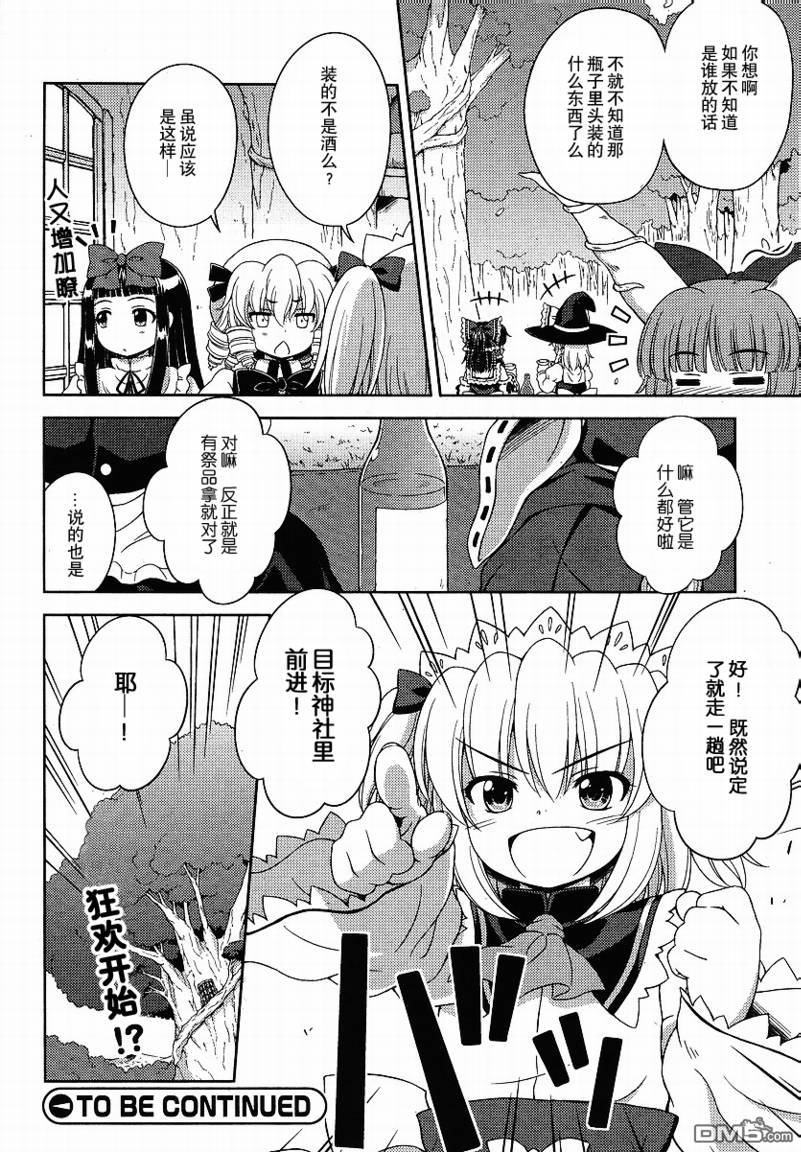 你想啊
如果不知道
是谁放的话
不就不知道那
瓶子里头装的
什么东西了么
装的不是酒么？
虽说应该
是这样─
人又增加瞭
嘛 管它是
什么都好啦
对嘛 反正就是
有祭品拿就对了
…说的也是
好！ 既然说定
了就走一趟吧
目标神社里
前进！
耶─！
狂欢开始!?
TO BE CONTINUED
DM5.com